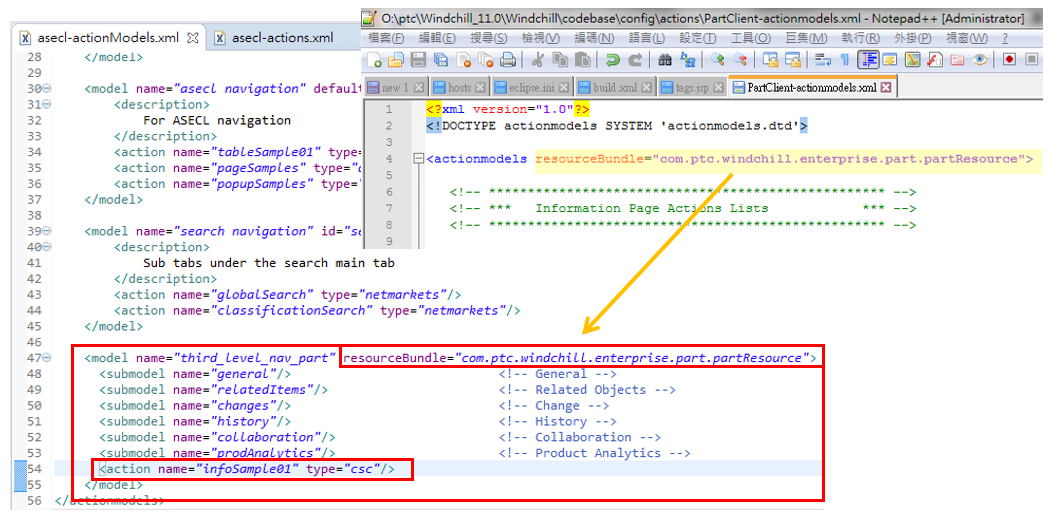 O:\ptc\Windchill_11.0\Windchill\codebase\config\actions\PartClient-actionmodels.xml - Notepad++ [Administrator]
檔案(F) 編輯(E) 搜尋(S) 檢視(V) 編碼(N) 語言(L) 設定(T) 工具(O) 巨集(M) 執行(R) 外掛(P) 視窗(W) ?
new 1 hosts eclipse.ini build.xml tags.jsp PartClient-actionmodels.xml
1 <?xml version="1.0"?>
2 <!DOCTYPE actionmodels SYSTEM 'actionmodels.dtd'>
3
4 <actionmodels resourceBundle="com.ptc.windchill.enterprise.part.partResource">
5
6 <!-- ************************************************** -->
7 <!-- *** Information Page Actions Lists *** -->
8 <!-- ************************************************** -->
9
asecl-actionModels.xml asecl-actions.xml
28 </model>
29
30 <model name="asecl navigation" default
31 <description>
32 For ASECL navigation
33 </description>
34 <action name="tableSample01" type=
35 <action name="pageSamples" type="
36 <action name="popupSamples" type="
37 </model>
38
39 <model name="search navigation" id="se
40 <description>
41 Sub tabs under the search main tab
42 </description>
43 <action name="globalSearch" type="netmarkets"/>
44 <action name="classificationSearch" type="netmarkets"/>
45 </model>
46
47 <model name="third_level_nav_part" resourceBundle="com.ptc.windchill.enterprise.part.partResource">
48 <submodel name="general"/> <!-- General -->
49 <submodel name="relatedItems"/> <!-- Related Objects -->
50 <submodel name="changes"/> <!-- Change -->
51 <submodel name="history"/> <!-- History -->
52 <submodel name="collaboration"/> <!-- Collaboration -->
53 <submodel name="prodAnalytics"/> <!-- Product Analytics -->
54 <action name="infoSample01" type="csc"/>
55 </model>
56 </actionmodels>